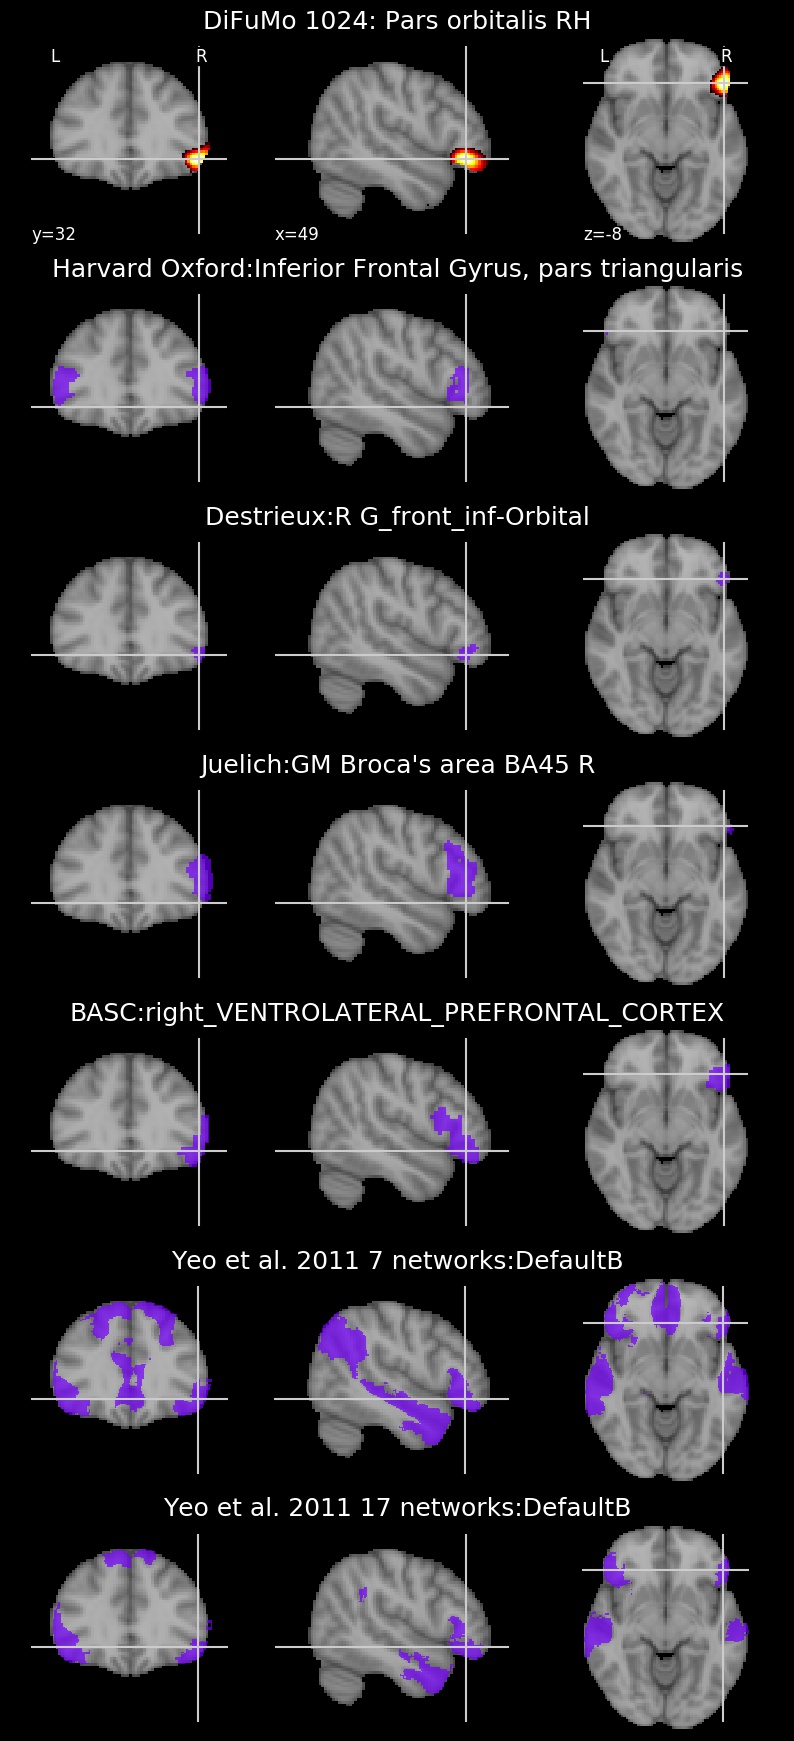 DiFuMo 1024: Pars orbitalis RH
L R L R
y=32 x=49 z=-8
Harvard Oxford:Inferior Frontal Gyrus, pars triangularis
Destrieux:R G_front_inf-Orbital
Juelich:GM Broca's area BA45 R
BASC:right_VENTROLATERAL_PREFRONTAL_CORTEX
Yeo et al. 2011 7 networks:DefaultB
Yeo et al. 2011 17 networks:DefaultB